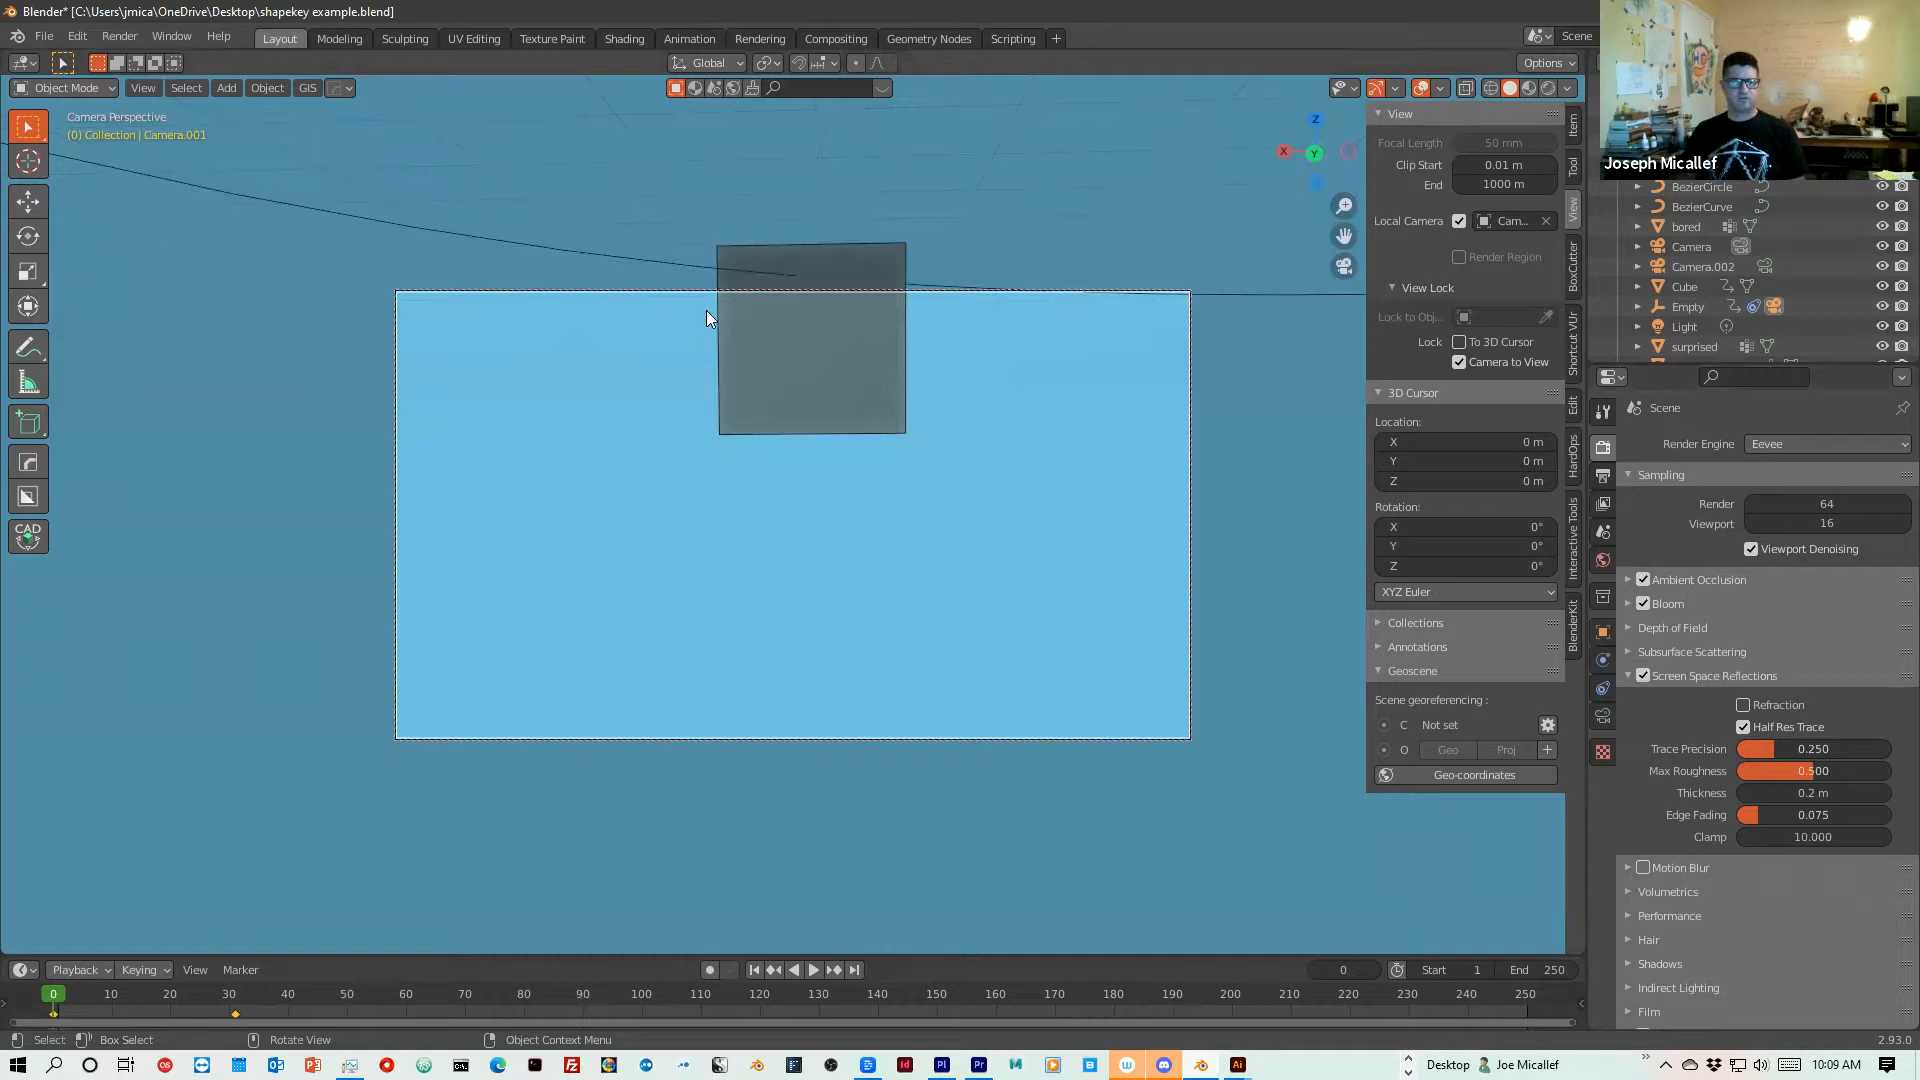 Blender* [C:\Users\jmica\OneDrive\Desktop\shapekey example.blend]
File Edit Render Window Help
Layout Modeling Sculpting UV Editing Texture Paint Shading Animation Rendering Compositing Geometry Nodes Scripting +
Scene
Global
Options
Object Mode View Select Add Object GIS
Camera Perspective
(0) Collection | Camera.001
Z
X
Y
CAD
View
Focal Length 50 mm
Clip Start 0.01 m
End 1000 m
Local Camera Cam...
Render Region
View Lock
Lock to Obj...
Lock To 3D Cursor
Camera to View
3D Cursor
Location:
X 0 m
Y 0 m
Z 0 m
Rotation:
X 0°
Y 0°
Z 0°
XYZ Euler
Collections
Annotations
Geoscene
Scene georeferencing :
C Not set
O Geo Proj +
Geo-coordinates
Item
Tool
View
BoxCutter
Shortcut VUr
Edit
HardOps
Interactive Tools
BlenderKit
Joseph Micallef
BezierCircle
BezierCurve
bored
Camera
Camera.002
Cube
Empty
Light
surprised
Scene
Render Engine Eevee
Sampling
Render 64
Viewport 16
Viewport Denoising
Ambient Occlusion
Bloom
Depth of Field
Subsurface Scattering
Screen Space Reflections
Refraction
Half Res Trace
Trace Precision 0.250
Max Roughness 0.500
Thickness 0.2 m
Edge Fading 0.075
Clamp 10.000
Motion Blur
Volumetrics
Performance
Hair
Shadows
Indirect Lighting
Film
Playback Keying View Marker
0 Start 1 End 250
0 10 20 30 40 50 60 70 80 90 100 110 120 130 140 150 160 170 180 190 200 210 220 230 240 250
Select Box Select Rotate View Object Context Menu
2.93.0
Desktop Joe Micallef 10:09 AM